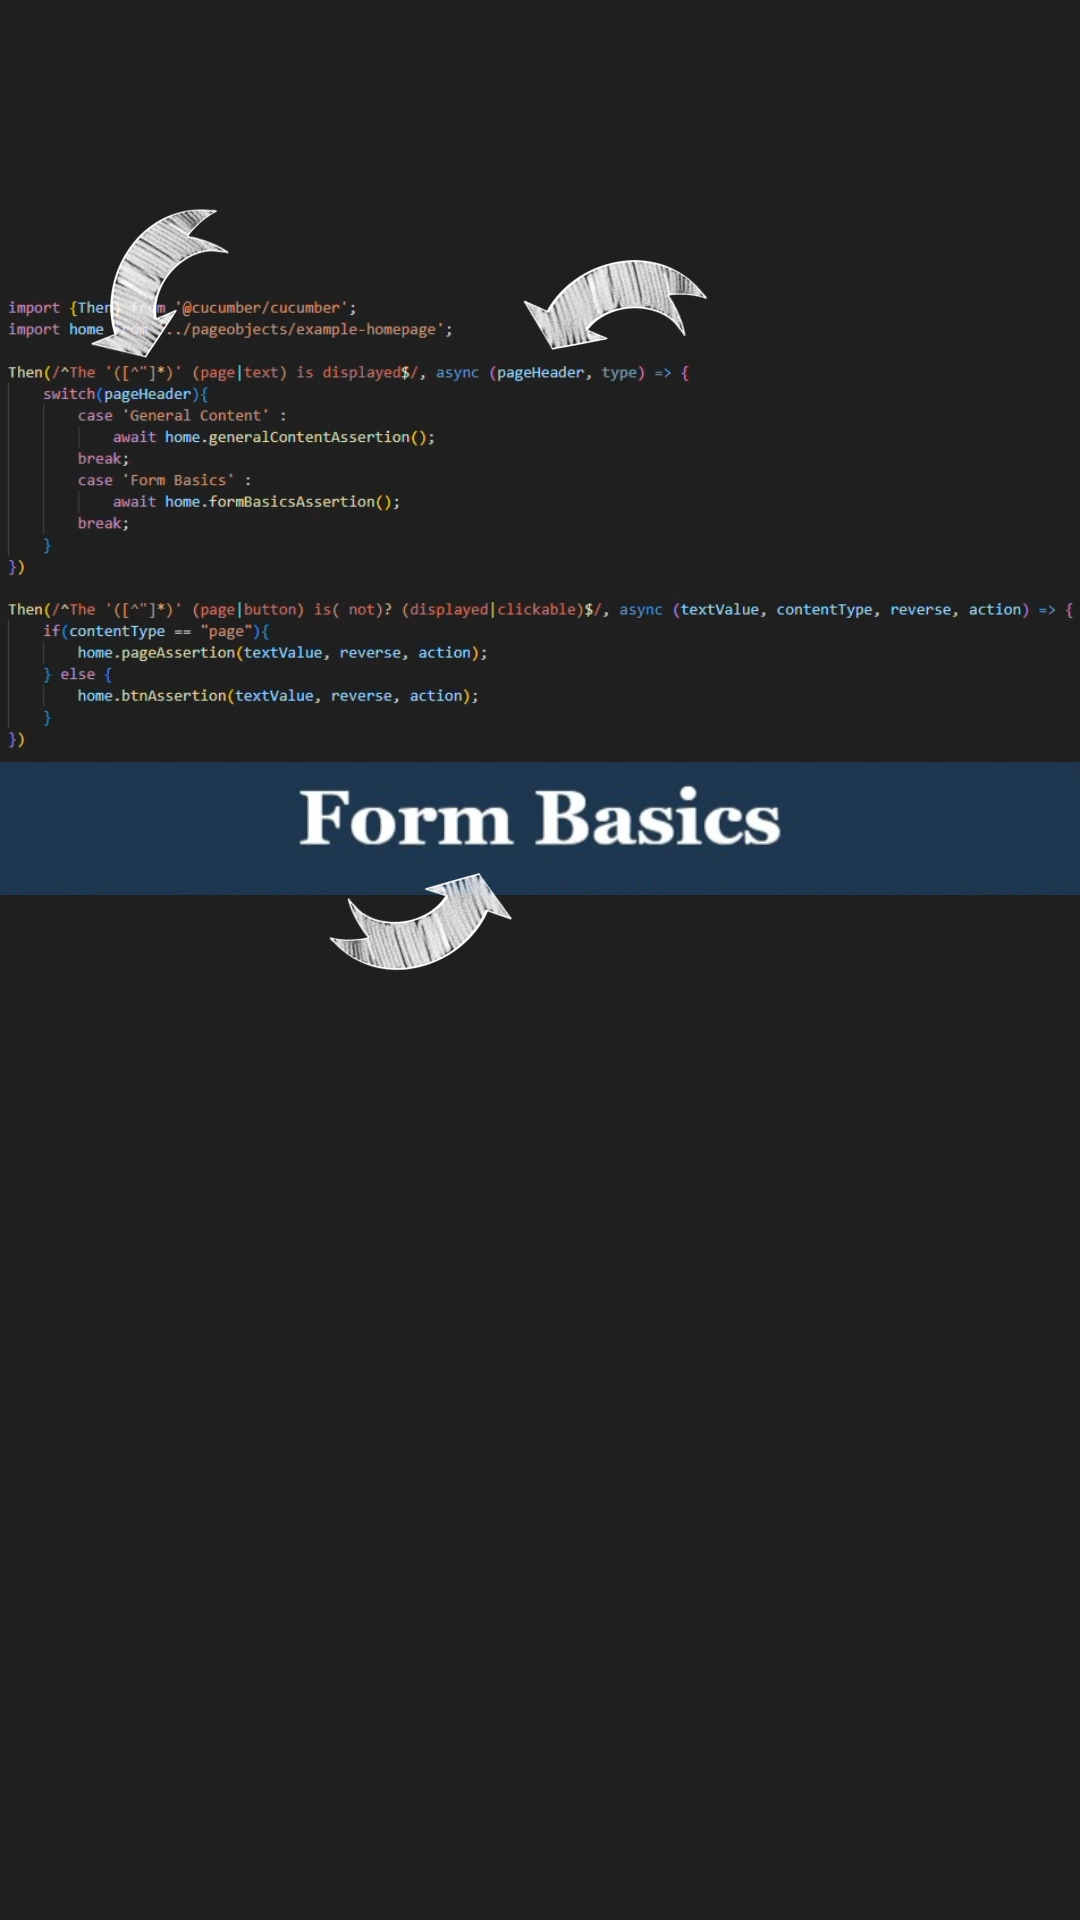 import {Then from '@cucumber/cucumber';
import home '../pageobjects/example-homepage';
Then(/^The '([^"]*)' (page|text) is displayed$/, async (pageHeader, type) => {
switch(pageHeader){
case 'General Content' :
await home.generalContentAssertion();
break;
case 'Form Basics' :
await home.formBasicsAssertion();
break;
}
})
Then(/^The '([^"]*)' (page|button) is( not)? (displayed|clickable)$/, async (textValue, contentType, reverse, action) => {
if(contentType == "page"){
home.pageAssertion(textValue, reverse, action);
} else {
home.btnAssertion(textValue, reverse, action);
}
})
Form Basics